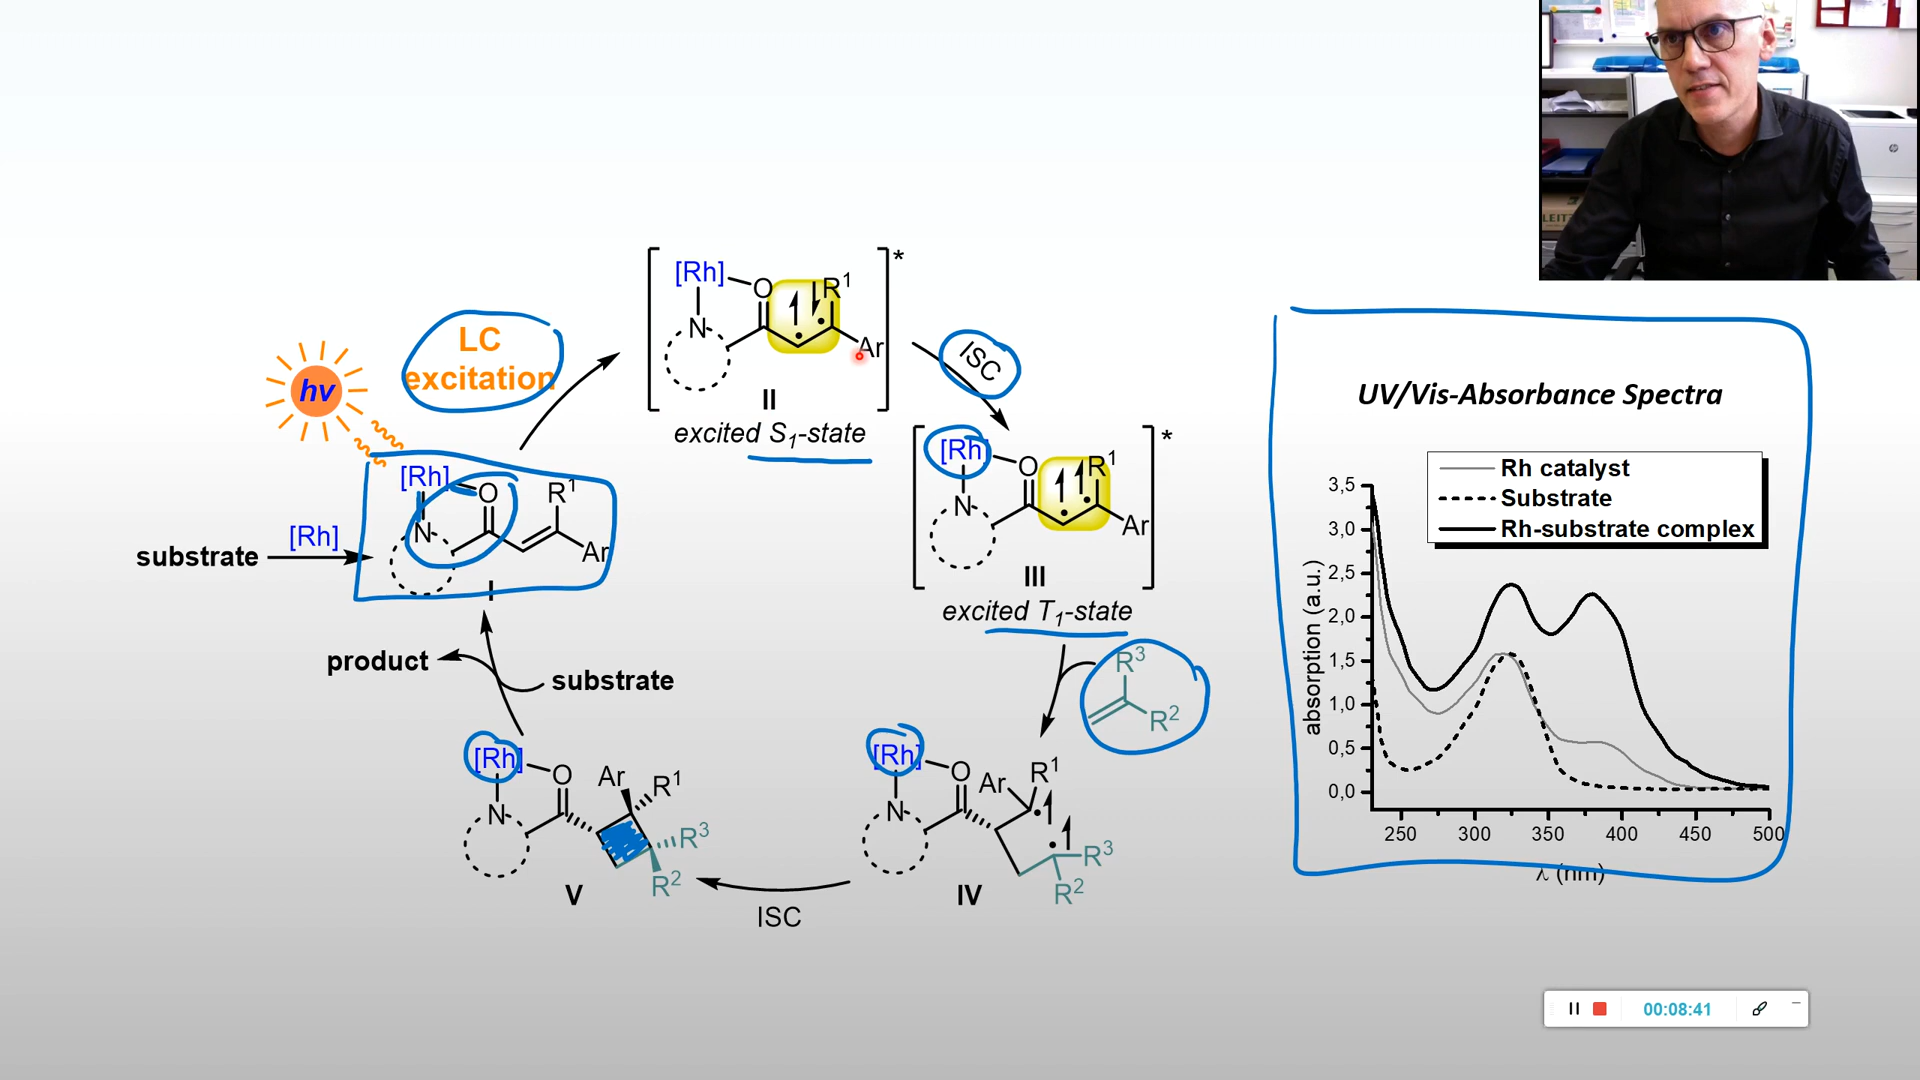 [Rh]
O
R¹
*
N
Ar
II
excited S₁-state
LC
excitation
hν
ISC
[Rh]
O
R¹
*
N
Ar
III
excited T₁-state
[Rh]
O
R¹
N
Ar
I
substrate
[Rh]
product
substrate
R³
R²
[Rh]
O
Ar
R¹
N
R³
R²
V
[Rh]
O
Ar
R¹
N
R³
R²
IV
ISC
UV/Vis-Absorbance Spectra
Rh catalyst
Substrate
Rh-substrate complex
absorption (a.u.)
3,5
3,0
2,5
2,0
1,5
1,0
0,5
0,0
250 300 350 400 450 500
λ (nm)
LEIT
hp
00:08:41